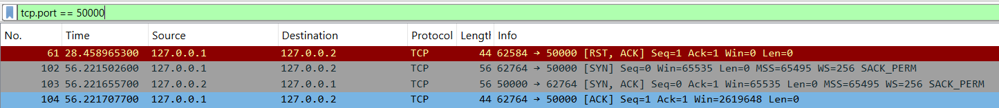 tcp.port == 50000
No. Time Source Destination Protocol Length Info
61 28.458965300 127.0.0.1 127.0.0.2 TCP 44 62584 → 50000 [RST, ACK] Seq=1 Ack=1 Win=0 Len=0
102 56.221502600 127.0.0.1 127.0.0.2 TCP 56 62764 → 50000 [SYN] Seq=0 Win=65535 Len=0 MSS=65495 WS=256 SACK_PERM
103 56.221655700 127.0.0.2 127.0.0.1 TCP 56 50000 → 62764 [SYN, ACK] Seq=0 Ack=1 Win=65535 Len=0 MSS=65495 WS=256 SACK_PERM
104 56.221707700 127.0.0.1 127.0.0.2 TCP 44 62764 → 50000 [ACK] Seq=1 Ack=1 Win=2619648 Len=0